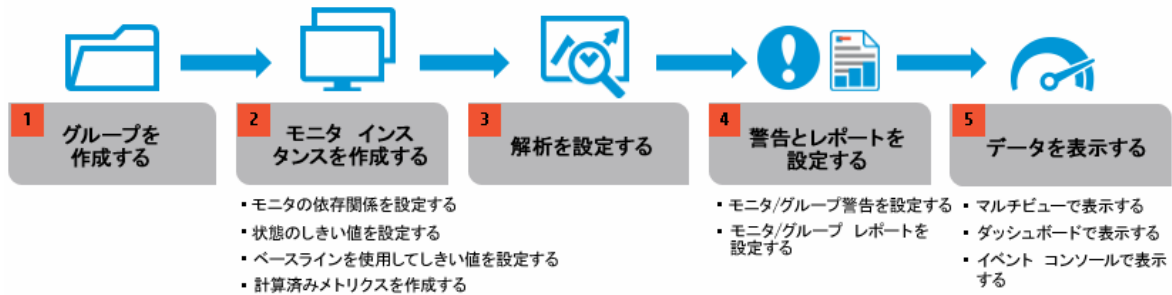 1
グループを
作成する
2
モニタ インス
タンスを作成する
▪ モニタの依存関係を設定する
▪ 状態のしきい値を設定する
▪ ベースラインを使用してしきい値を設定する
▪ 計算済みメトリクスを作成する
3
解析を設定する
4
警告とレポートを
設定する
▪ モニタ/グループ警告を設定する
▪ モニタ/グループ レポートを
設定する
5
データを表示する
▪ マルチビューで表示する
▪ ダッシュボードで表示する
▪ イベント コンソールで表示
する